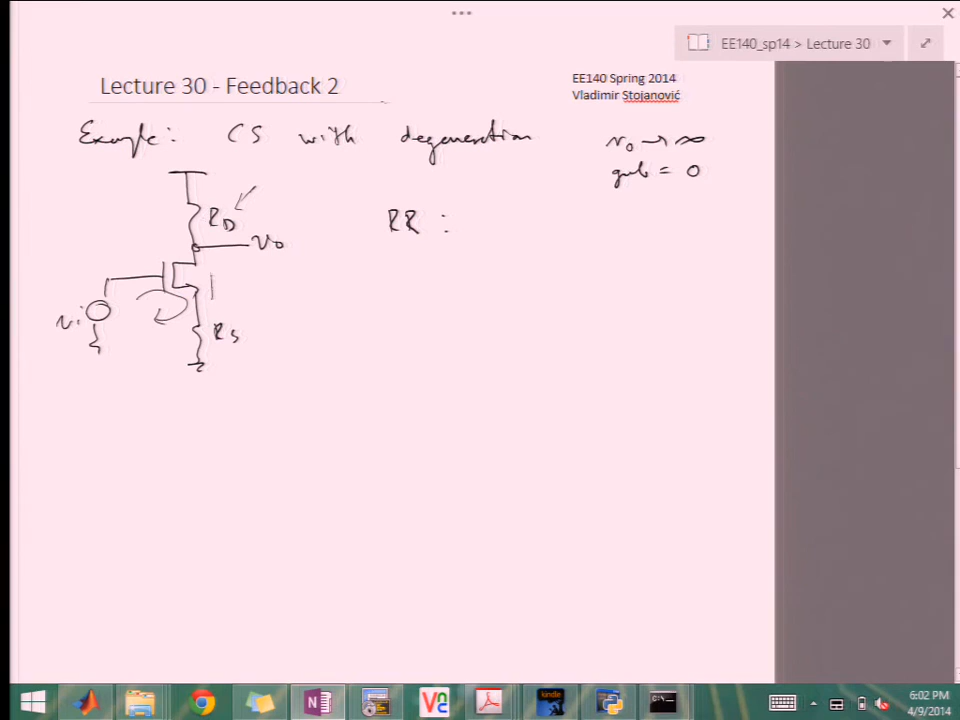 EE140_sp14 > Lecture 30
Lecture 30 - Feedback 2
EE140 Spring 2014
Vladimir Stojanović
Example: CS with degeneration
r₀ → ∞
gmb = 0
RD
vo
RR :
vi
Rs
kindle
6:02 PM
4/9/2014